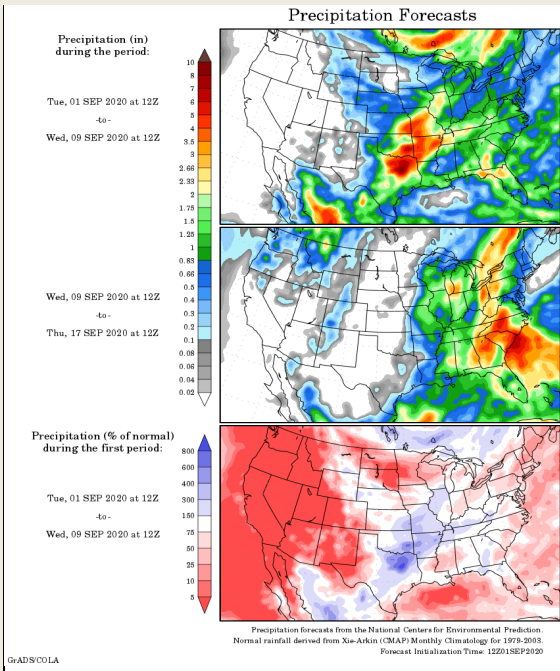 Precipitation Forecasts
Precipitation (in)
during the period:
Tue, 01 SEP 2020 at 12Z
-to-
Wed, 09 SEP 2020 at 12Z
10
8
7
6
5
4
3.5
3
2.66
2.33
2
1.75
1.5
1.25
1
0.83
0.66
0.5
0.4
0.3
0.2
0.1
0.08
0.06
0.04
0.02
Wed, 09 SEP 2020 at 12Z
-to-
Thu, 17 SEP 2020 at 12Z
Precipitation (% of normal)
during the first period:
Tue, 01 SEP 2020 at 12Z
-to-
Wed, 09 SEP 2020 at 12Z
800
600
400
300
150
75
50
25
10
5
Precipitation forecasts from the National Centers for Environmental Prediction.
Normal rainfall derived from Xie-Arkin (CMAP) Monthly Climatology for 1979-2003.
Forecast Initialization Time: 12Z01SEP2020
GrADS/COLA